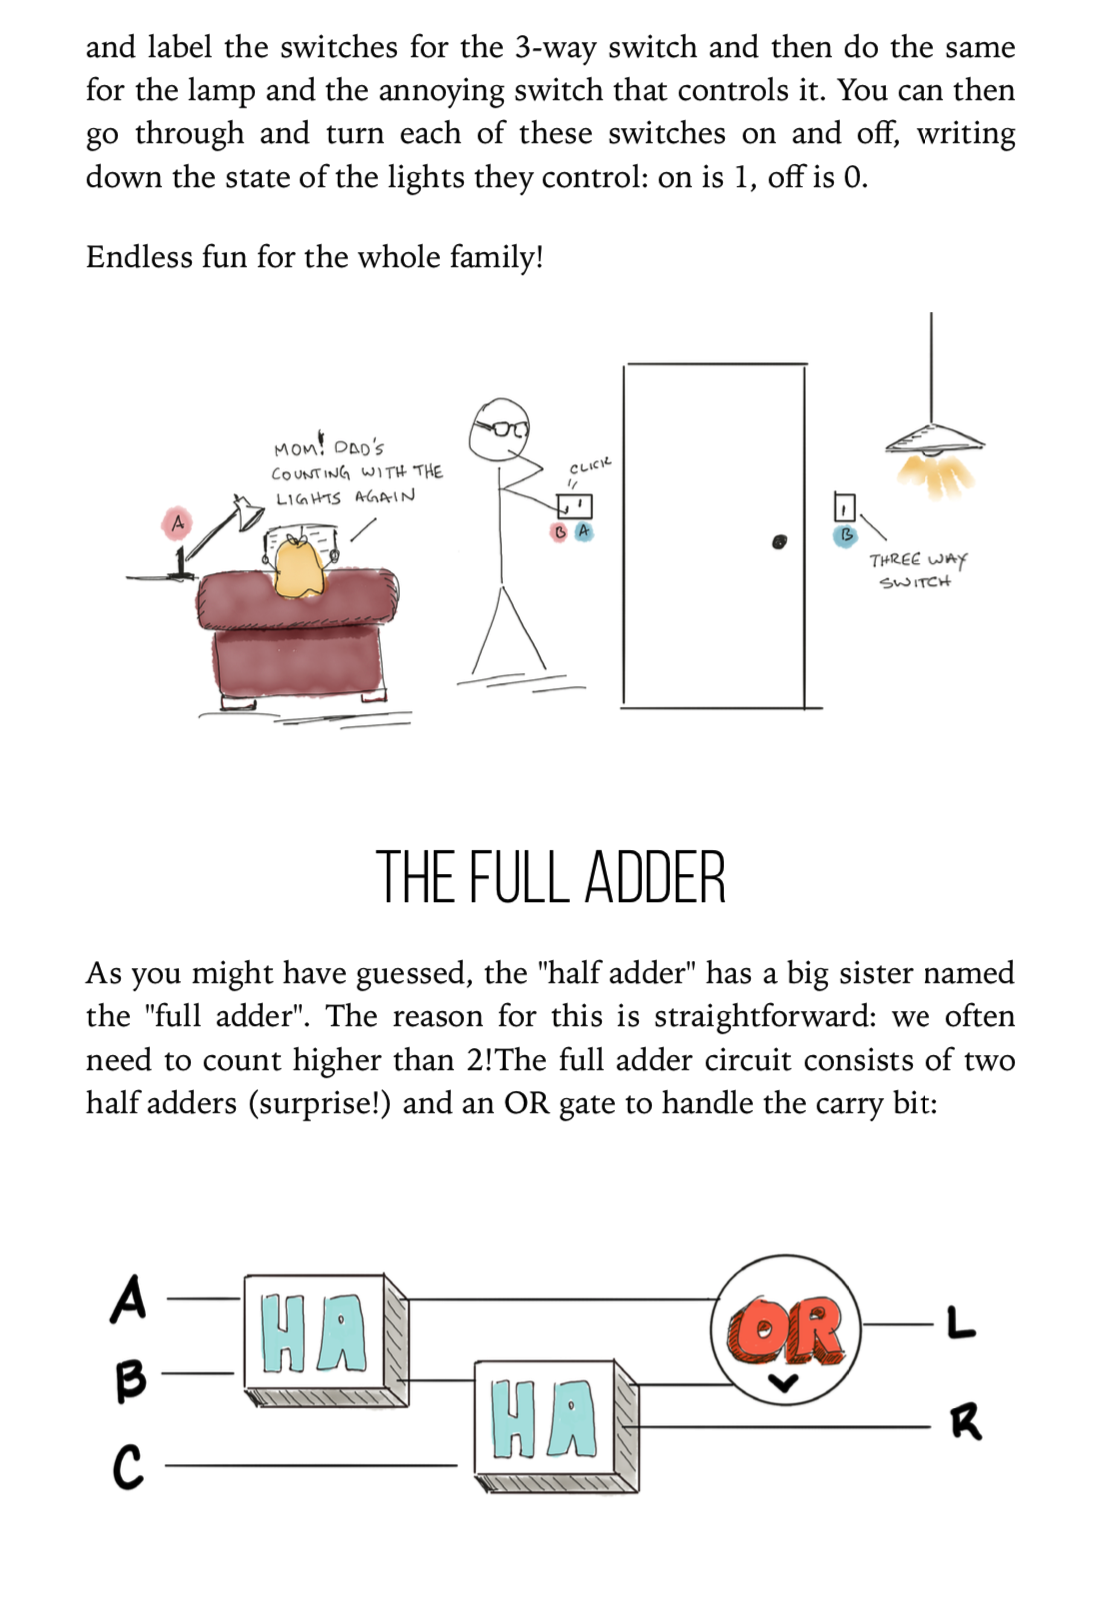 and label the switches for the 3-way switch and then do the same
for the lamp and the annoying switch that controls it. You can then
go through and turn each of these switches on and off, writing
down the state of the lights they control: on is 1, off is 0.
Endless fun for the whole family!
MOM! DAD'S
COUNTING WITH THE
LIGHTS AGAIN
A
CLICK
B A
B
THREE WAY
SWITCH
THE FULL ADDER
As you might have guessed, the "half adder" has a big sister named
the "full adder". The reason for this is straightforward: we often
need to count higher than 2!The full adder circuit consists of two
half adders (surprise!) and an OR gate to handle the carry bit:
A
HA
OR
L
B
HA
R
C